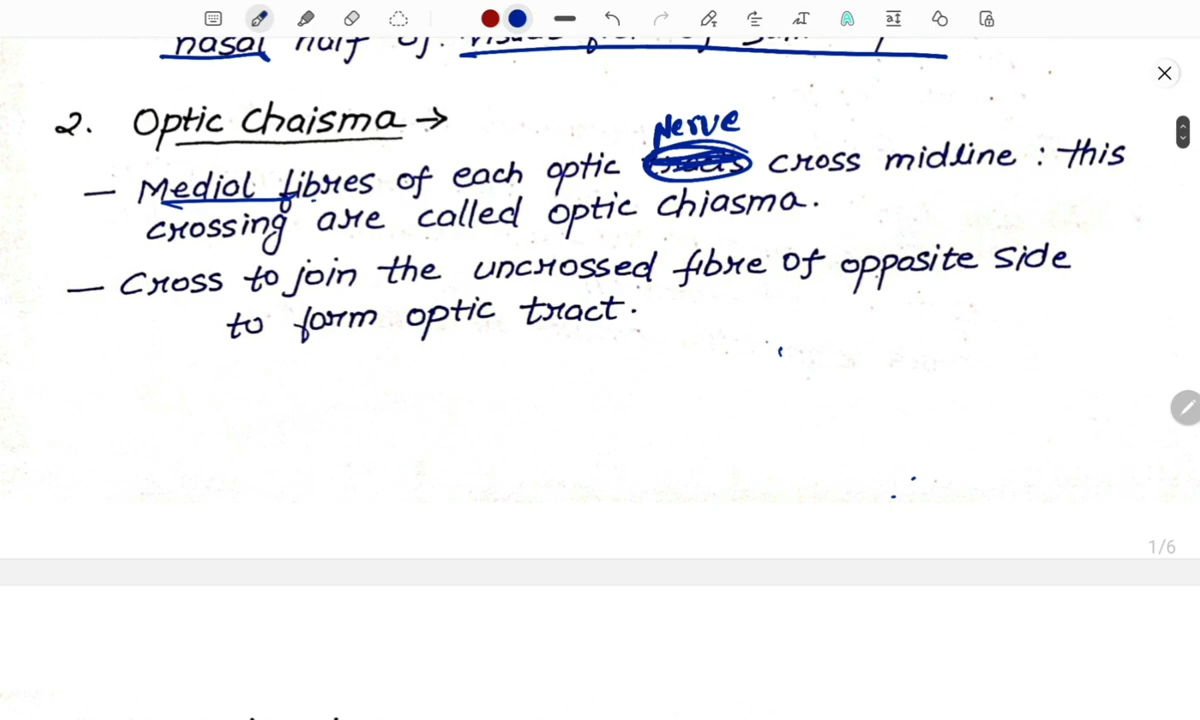 nasal half of
2. Optic Chaisma →
Nerve
— Mediol fibres of each optic cross midline : this
crossing are called optic chiasma.
— Cross to join the uncrossed fibre of opposite side
to form optic tract.
1/6